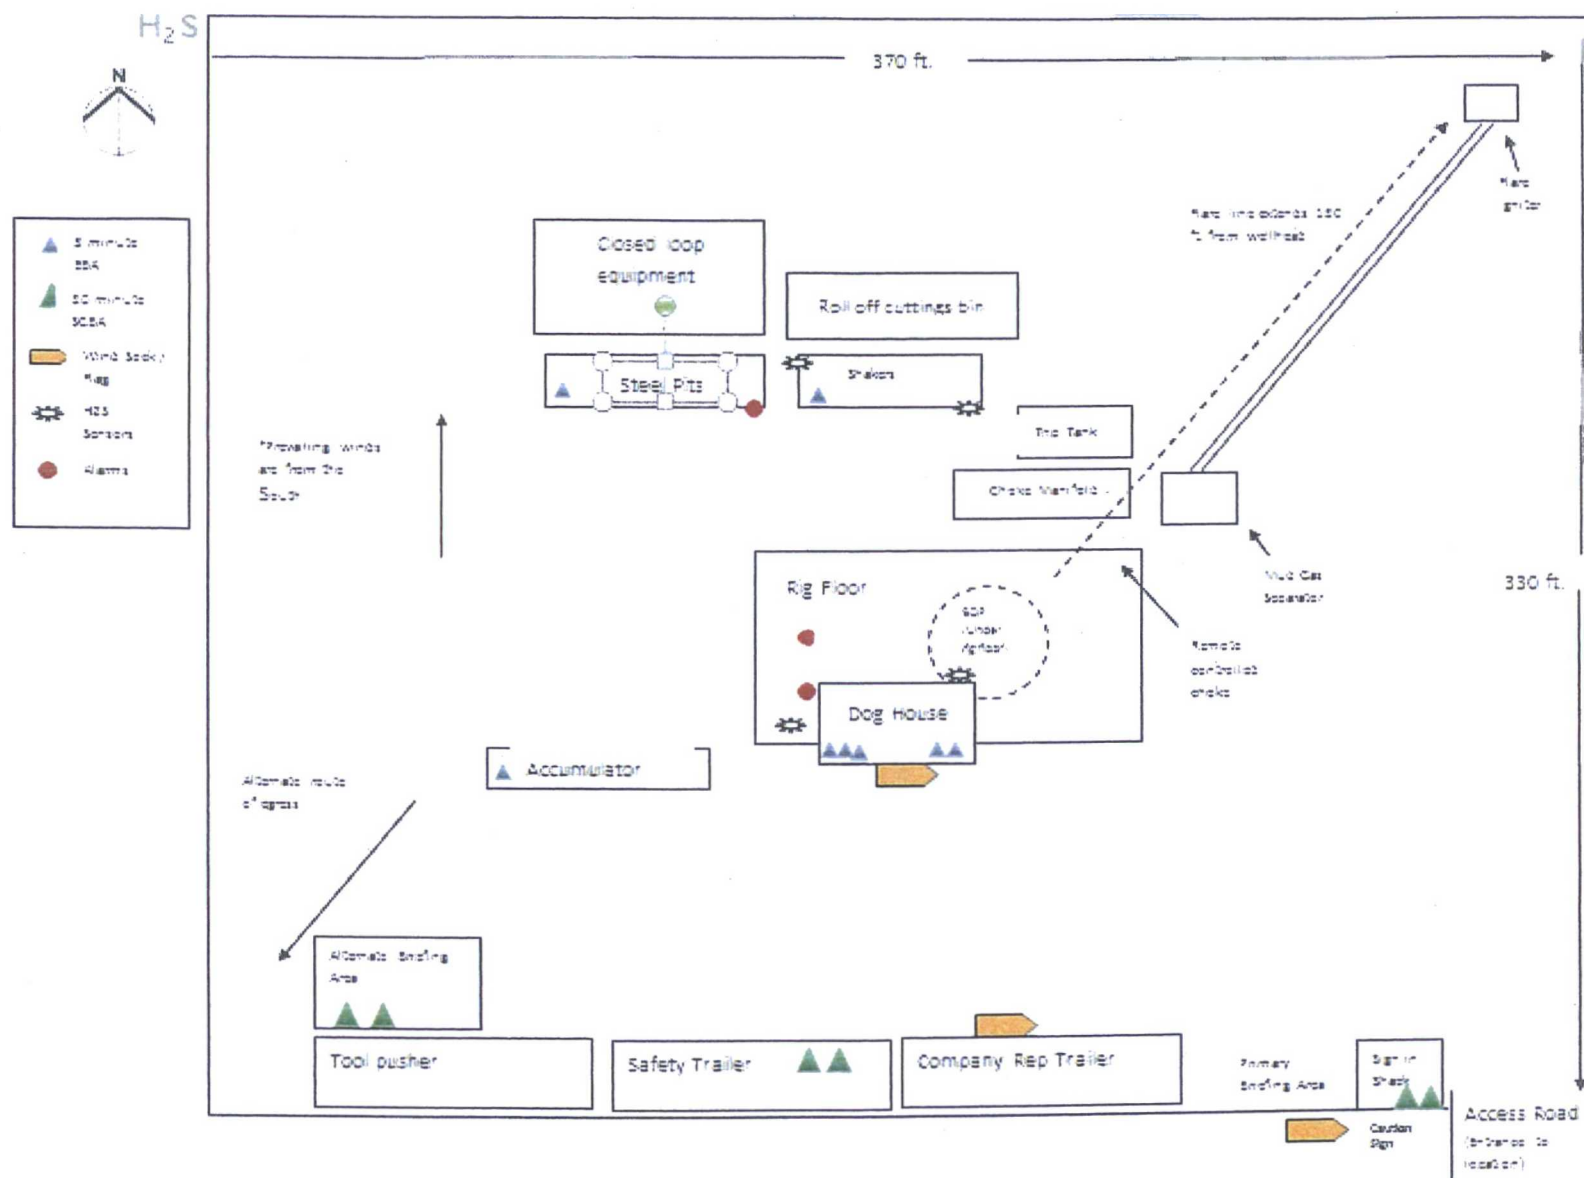 H₂S
370 ft.
N
Flare
igniter
Flare line extends 150
ft from wellhead
5 minute
EBA
30 minute
SCBA
Wind Sock/
Flag
H2S
Sensors
Alarms
Closed loop
equipment
Roll off cuttings bin
Steel Pits
Shakers
Trip Tank
*Prevailing winds
are from the
South
Choke Manifold
Mud Gas
Separator
330 ft.
Rig Floor
BOP
(Under
rigfloor)
Remote
controlled
choke
Dog House
Accumulator
Alternate route
of egress
Alternate Briefing
Area
Tool pusher
Safety Trailer
Company Rep Trailer
Primary
Briefing Area
Sign in
Shack
Caution
Sign
Access Road
(Entrance to
location)